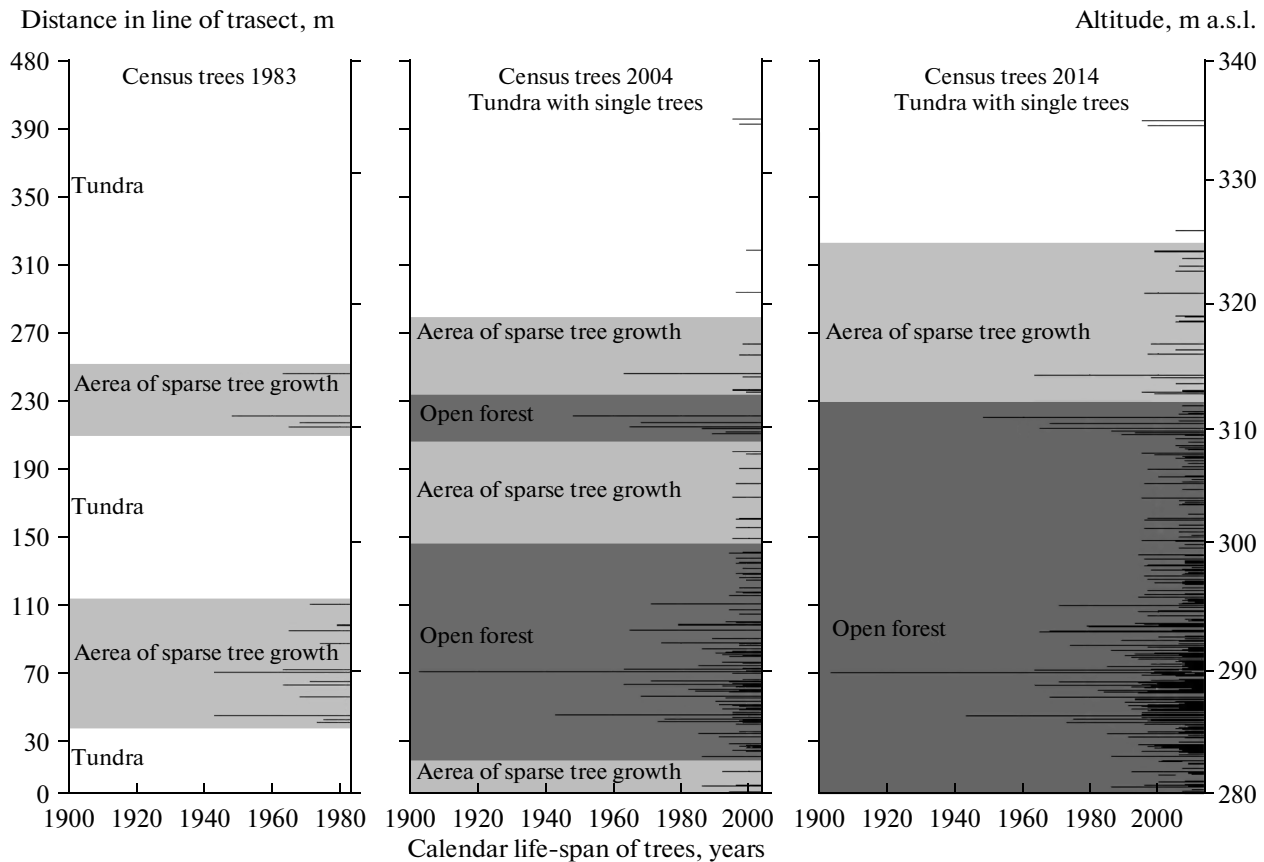 Distance in line of trasect, m
Altitude, m a.s.l.
480
390
350
310
270
230
190
150
110
70
30
0
Census trees 1983
Tundra
Aerea of sparse tree growth
Tundra
Aerea of sparse tree growth
Tundra
1900 1920 1940 1960 1980
Census trees 2004
Tundra with single trees
Aerea of sparse tree growth
Open forest
Aerea of sparse tree growth
Open forest
Aerea of sparse tree growth
1900 1920 1940 1960 1980 2000
Census trees 2014
Tundra with single trees
Aerea of sparse tree growth
Open forest
1900 1920 1940 1960 1980 2000
340
330
320
310
300
290
280
Calendar life-span of trees, years